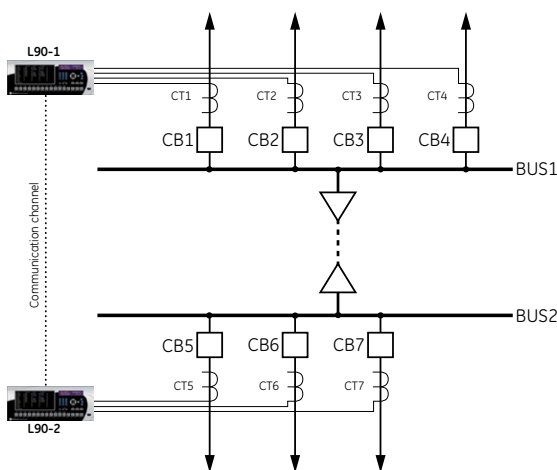 L90-1
CT1
CT2
CT3
CT4
CB1
CB2
CB3
CB4
BUS1
Communication channel
BUS2
CB5
CB6
CB7
CT5
CT6
CT7
L90-2